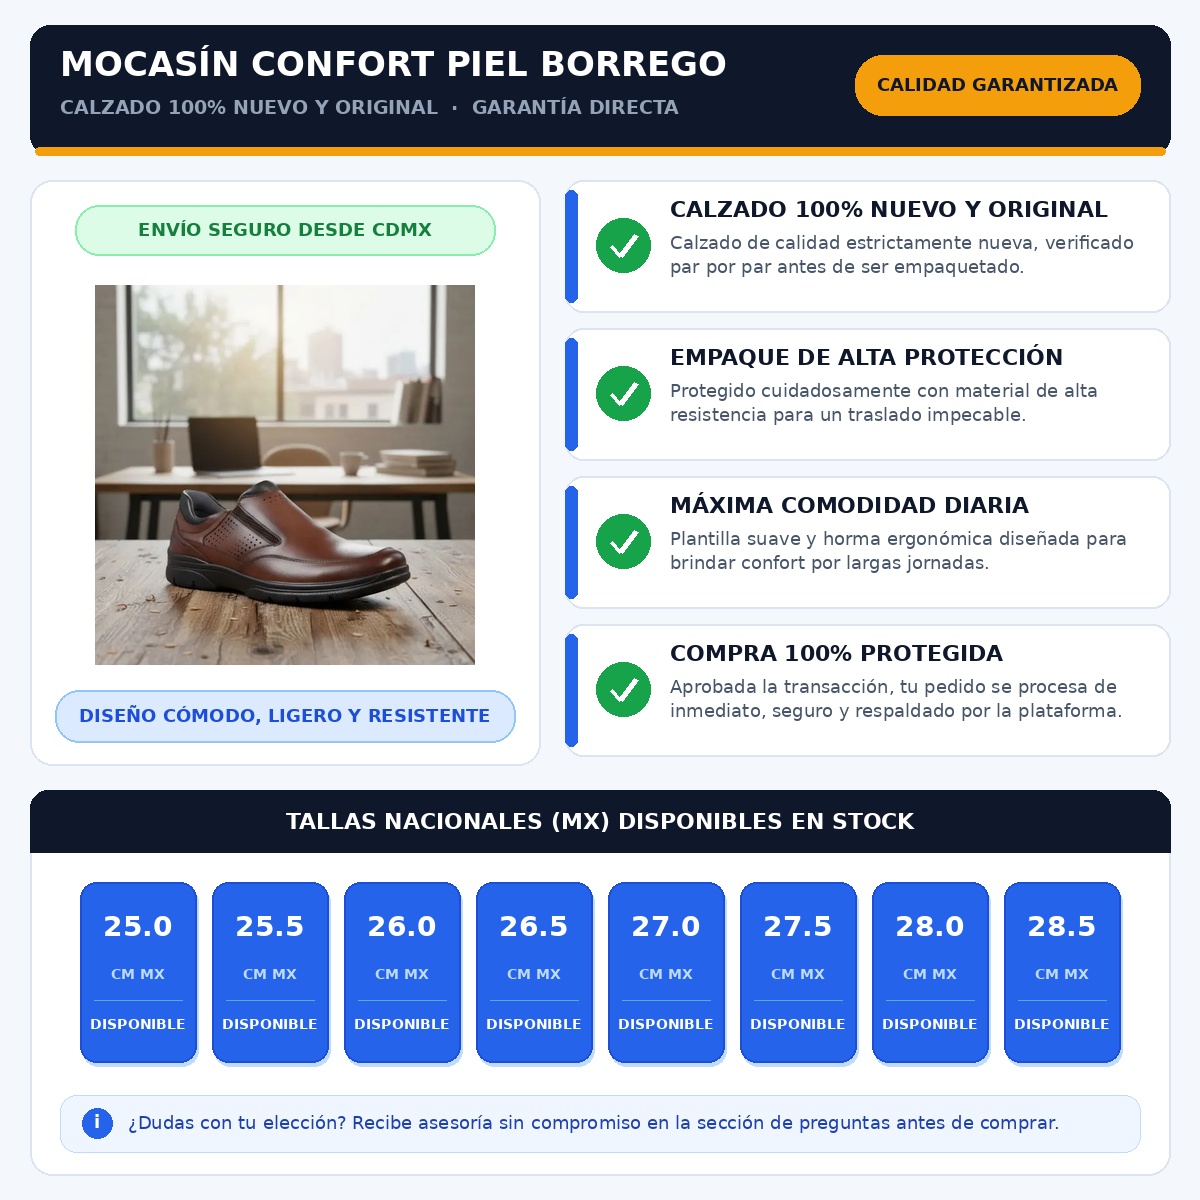 MOCASÍN CONFORT PIEL BORREGO
CALZADO 100% NUEVO Y ORIGINAL · GARANTÍA DIRECTA
CALIDAD GARANTIZADA
ENVÍO SEGURO DESDE CDMX
DISEÑO CÓMODO, LIGERO Y RESISTENTE
CALZADO 100% NUEVO Y ORIGINAL
Calzado de calidad estrictamente nueva, verificado
par por par antes de ser empaquetado.
EMPAQUE DE ALTA PROTECCIÓN
Protegido cuidadosamente con material de alta
resistencia para un traslado impecable.
MÁXIMA COMODIDAD DIARIA
Plantilla suave y horma ergonómica diseñada para
brindar confort por largas jornadas.
COMPRA 100% PROTEGIDA
Aprobada la transacción, tu pedido se procesa de
inmediato, seguro y respaldado por la plataforma.
TALLAS NACIONALES (MX) DISPONIBLES EN STOCK
25.0
CM MX
DISPONIBLE
25.5
CM MX
DISPONIBLE
26.0
CM MX
DISPONIBLE
26.5
CM MX
DISPONIBLE
27.0
CM MX
DISPONIBLE
27.5
CM MX
DISPONIBLE
28.0
CM MX
DISPONIBLE
28.5
CM MX
DISPONIBLE
i ¿Dudas con tu elección? Recibe asesoría sin compromiso en la sección de preguntas antes de comprar.